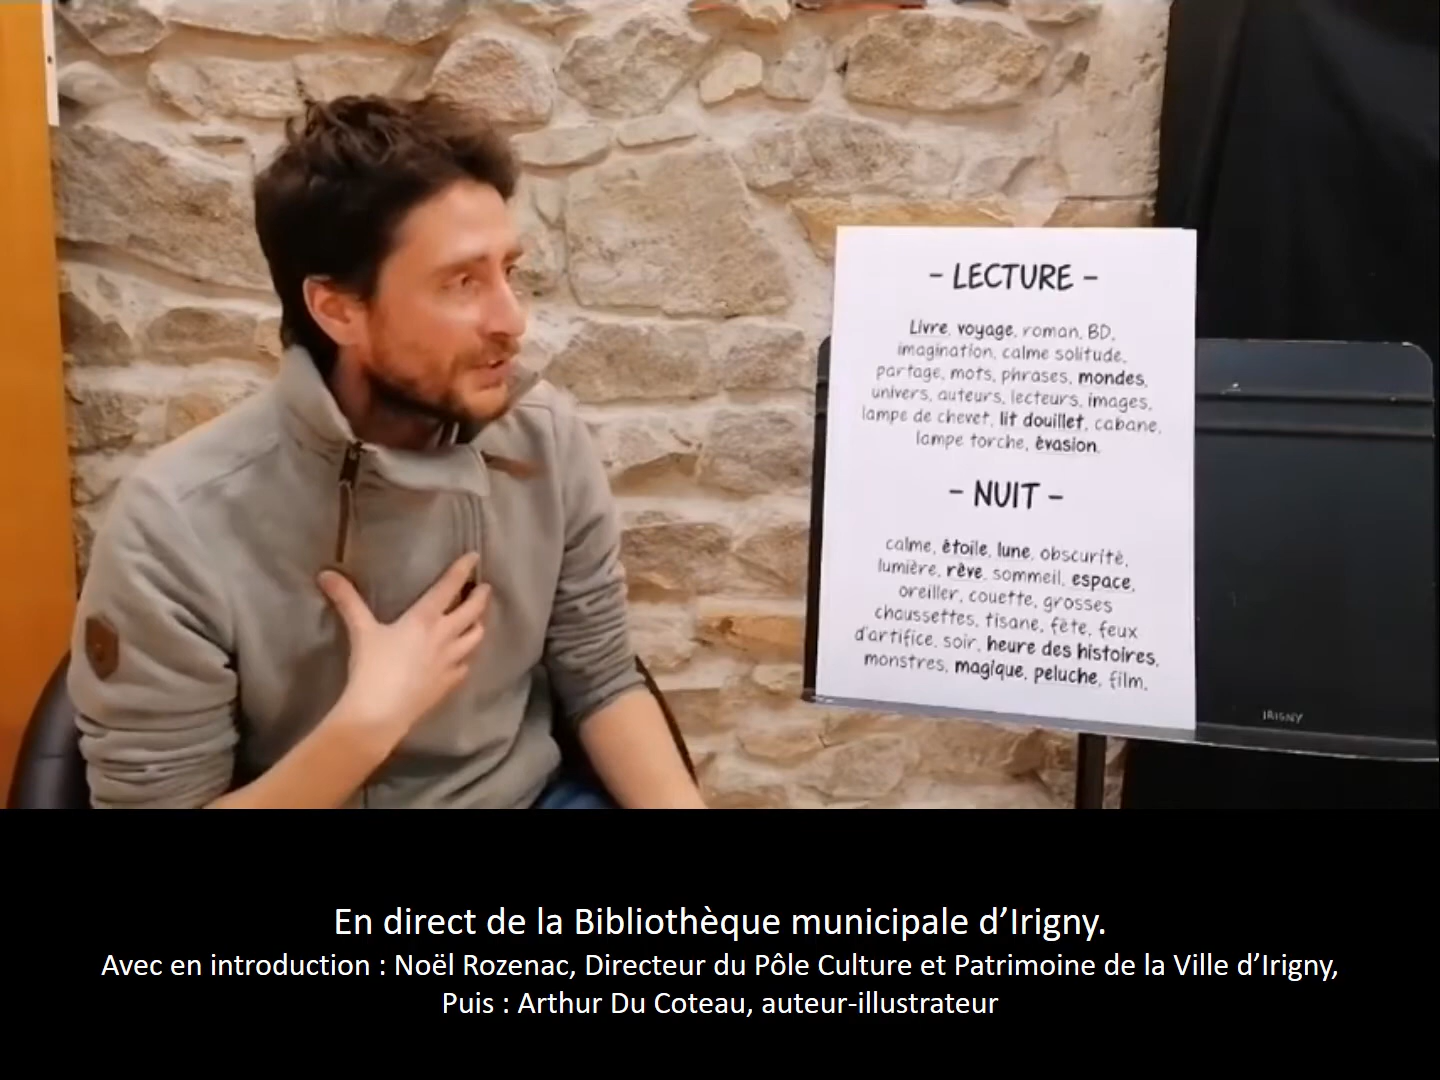 - LECTURE -
Livre, voyage, roman, BD,
imagination, calme solitude,
partage, mots, phrases, mondes,
univers, auteurs, lecteurs, images,
lampe de chevet, lit douillet, cabane,
lampe torche, évasion.
- NUIT -
calme, étoile, lune, obscurité,
lumière, rêve, sommeil, espace,
oreiller, couette, grosses
chaussettes, tisane, fête, feux
d'artifice, soir, heure des histoires,
monstres, magique, peluche, film,
IRIGNY
En direct de la Bibliothèque municipale d’Irigny.
Avec en introduction : Noël Rozenac, Directeur du Pôle Culture et Patrimoine de la Ville d’Irigny,
Puis : Arthur Du Coteau, auteur-illustrateur